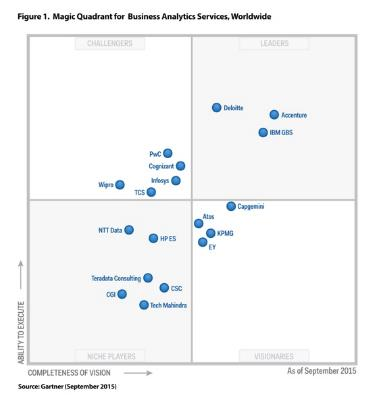 Figure 1. Magic Quadrant for Business Analytics Services, Worldwide
CHALLENGERS
LEADERS
Deloitte
Accenture
IBM GBS
PwC
Cognizant
Infosys
Wipro
TCS
Capgemini
Atos
NTT Data
KPMG
HP ES
EY
Teradata Consulting
CSC
CGI
Tech Mahindra
ABILITY TO EXECUTE
NICHE PLAYERS
VISIONARIES
COMPLETENESS OF VISION
As of September 2015
Source: Gartner (September 2015)